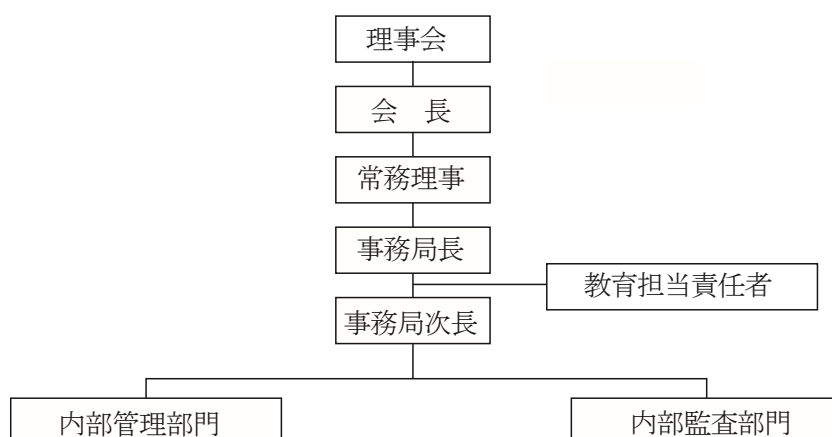 理事会
会　長
常務理事
事務局長
教育担当責任者
事務局次長
内部管理部門
内部監査部門